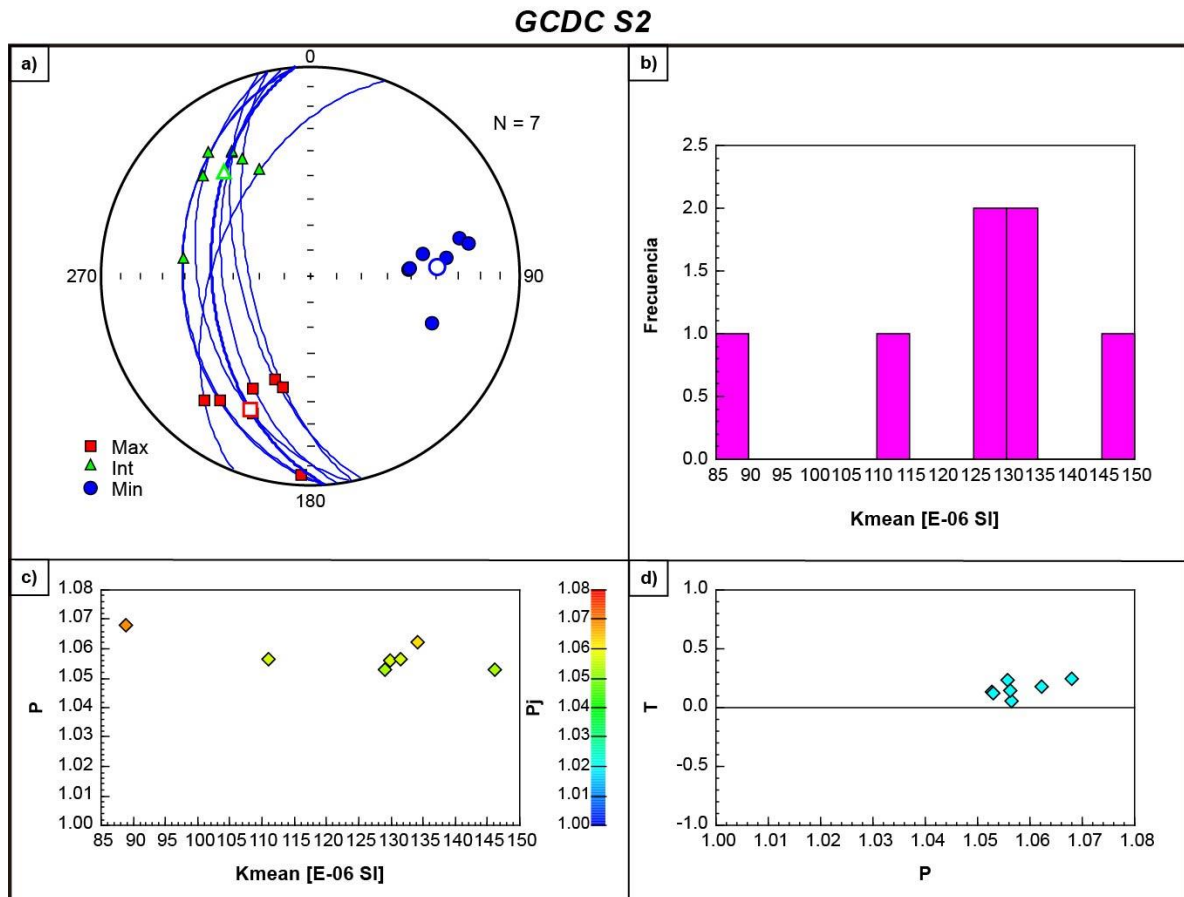 GCDC S2
a)
0
N = 7
270
90
180
Max
Int
Min
b)
2.5
2.0
1.5
1.0
0.5
0.0
Frecuencia
85 90 95 100 105 110 115 120 125 130 135 140 145 150
Kmean [E-06 SI]
c)
1.08
1.07
1.06
1.05
1.04
1.03
1.02
1.01
1.00
P
85 90 95 100 105 110 115 120 125 130 135 140 145 150
Kmean [E-06 SI]
Pj
1.08
1.07
1.06
1.05
1.04
1.03
1.02
1.01
1.00
d)
1.0
0.5
0.0
-0.5
-1.0
T
1.00 1.01 1.02 1.03 1.04 1.05 1.06 1.07 1.08
P